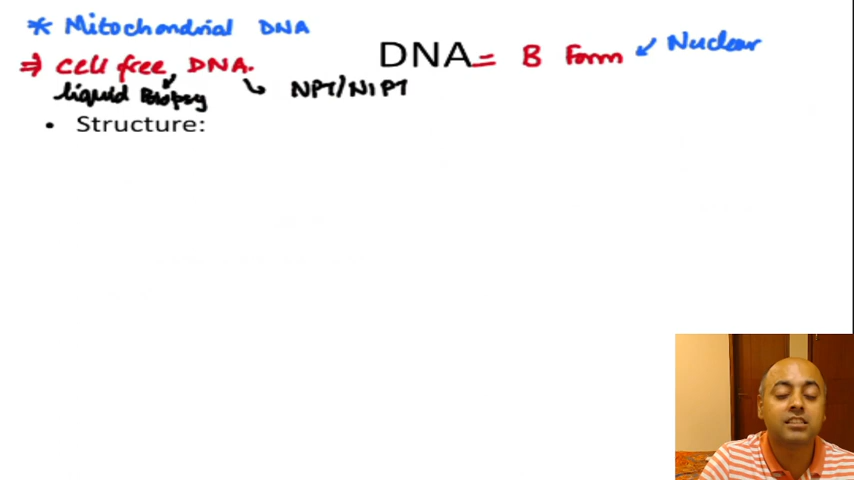 * Mitochondrial DNA
⇒ cell free DNA.
DNA = B Form ↙ Nuclear
liquid Biopsy
NPT/NIPT
• Structure: